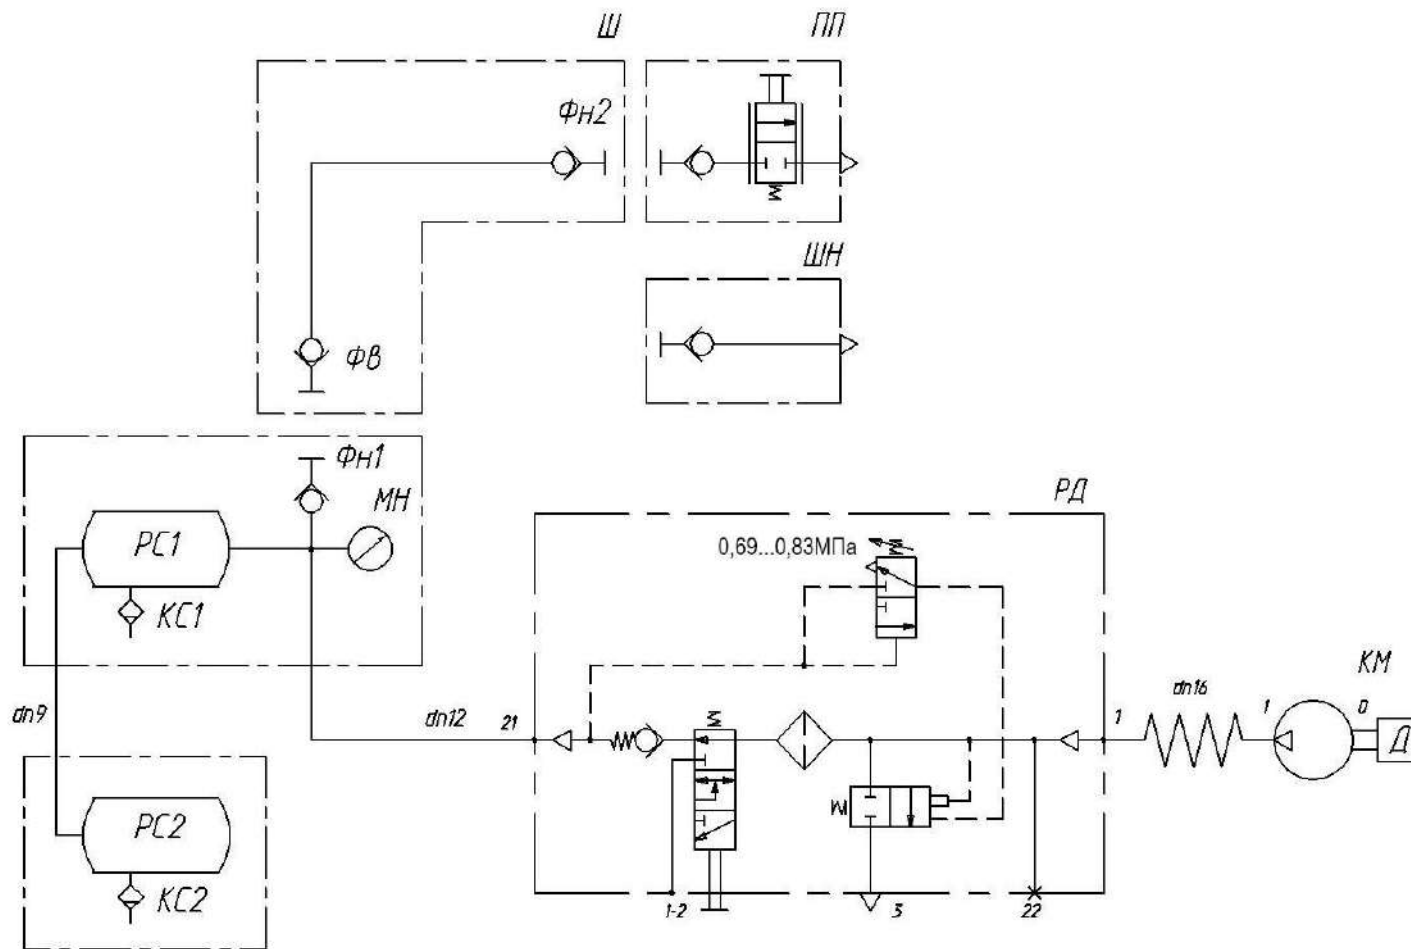 Ш
ПП
Фн2
ШН
ФВ
Фн1
МН
РД
РС1
0,69...0,83МПа
КС1
КМ
dn16
dn9
dn12
21
1
1
0
Д
РС2
КС2
1-2
3
22